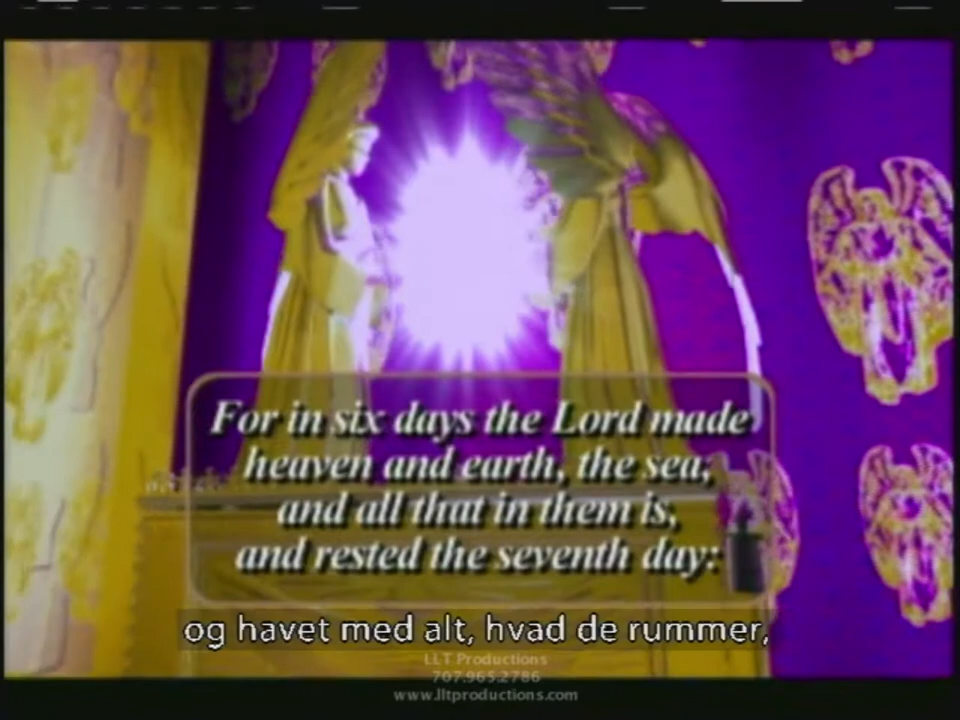 For in six days the Lord made
heaven and earth, the sea,
and all that in them is,
and rested the seventh day:
og havet med alt, hvad de rummer,
LLT Productions
707.965.2786
www.lltproductions.com